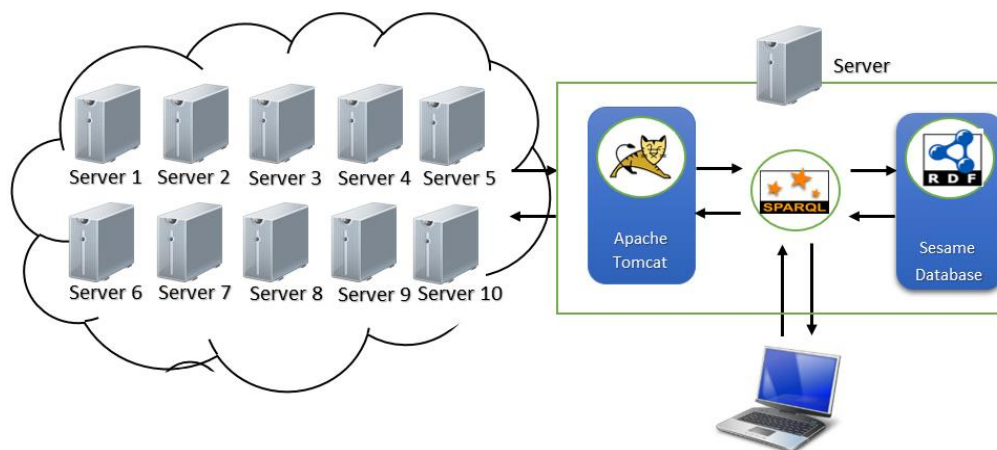 Server
Server 1 Server 2 Server 3 Server 4 Server 5
Server 6 Server 7 Server 8 Server 9 Server 10
Apache
Tomcat
SPARQL
RDF
Sesame
Database